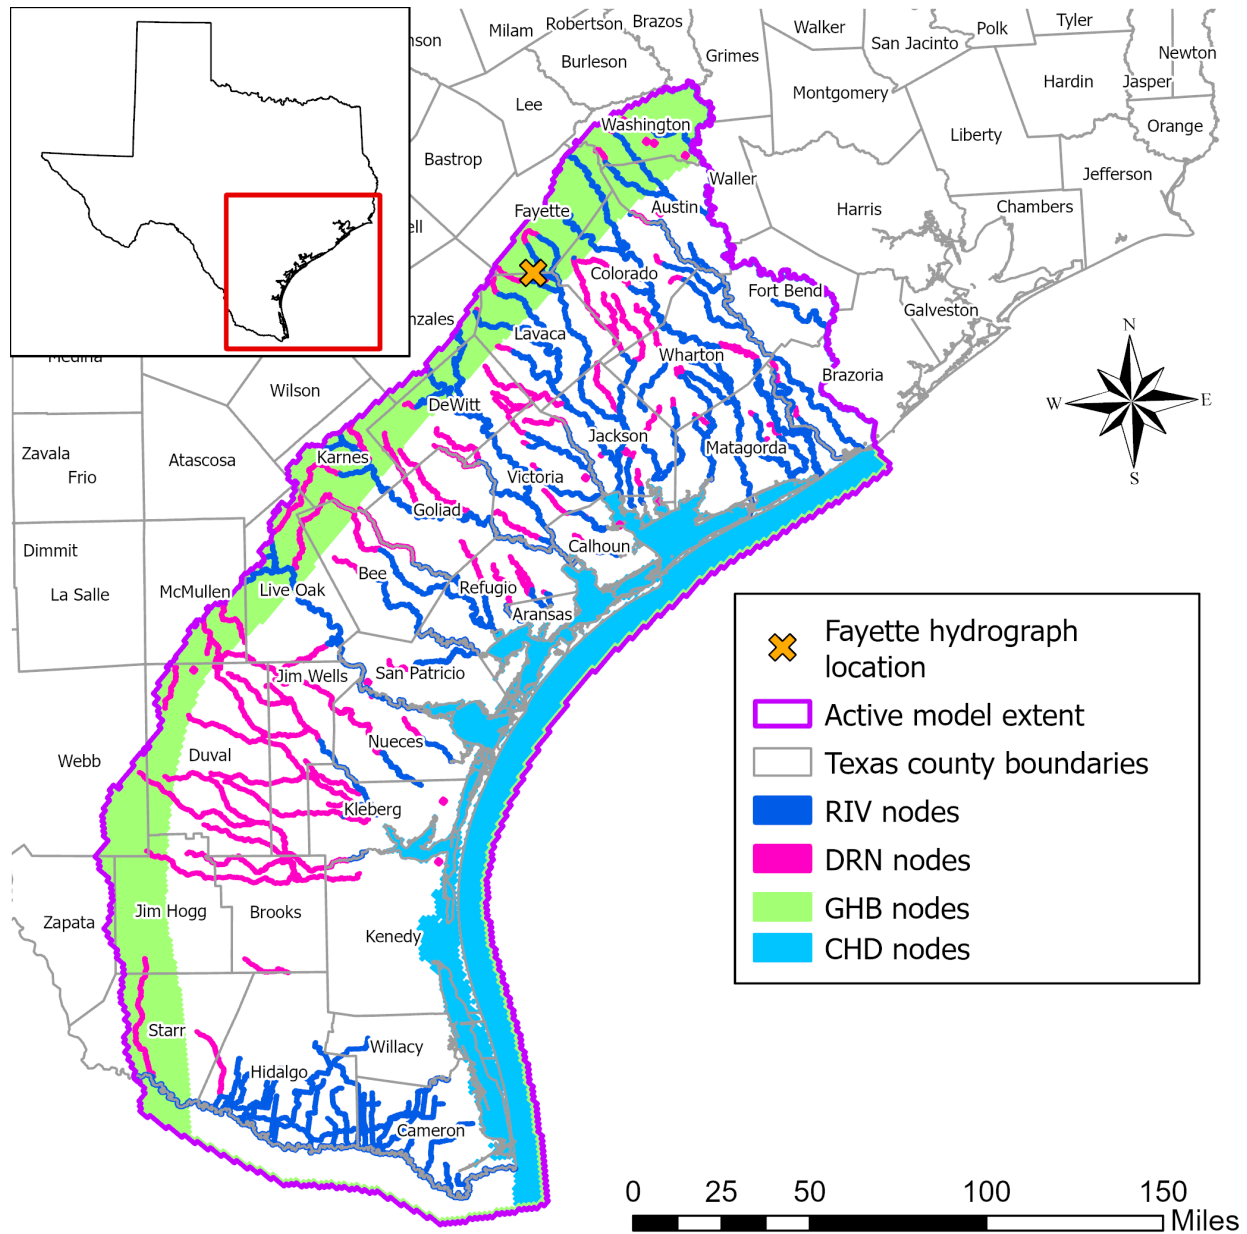 Milam
Robertson
Brazos
Walker
San Jacinto
Polk
Tyler
Newton
nson
Burleson
Grimes
Hardin
Jasper
Lee
Montgomery
Washington
Liberty
Orange
Bastrop
Waller
Jefferson
Fayette
Austin
Harris
Chambers
ell
Colorado
Fort Bend
Galveston
nzales
Lavaca
Wharton
Brazoria
Medina
Wilson
DeWitt
Zavala
Frio
Atascosa
Karnes
Jackson
Matagorda
Victoria
Goliad
Dimmit
La Salle
McMullen
Live Oak
Bee
Calhoun
Refugio
Aransas
Jim Wells
San Patricio
Nueces
Webb
Duval
Kleberg
Zapata
Jim Hogg
Brooks
Kenedy
Starr
Willacy
Hidalgo
Cameron
N
W
E
S
Fayette hydrograph
location
Active model extent
Texas county boundaries
RIV nodes
DRN nodes
GHB nodes
CHD nodes
0 25 50 100 150
Miles